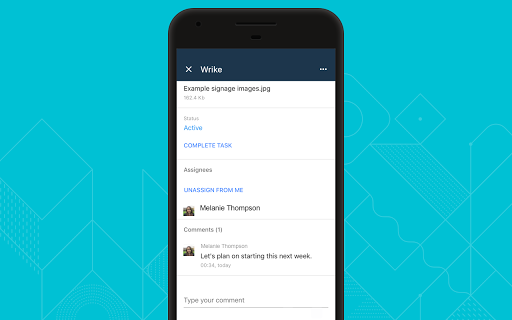 Wrike
Example signage images.jpg
162.4 Kb
Status
Active
COMPLETE TASK
Assignees
UNASSIGN FROM ME
Melanie Thompson
Comments (1)
Melanie Thompson
Let's plan on starting this next week.
00:34, today
Type your comment